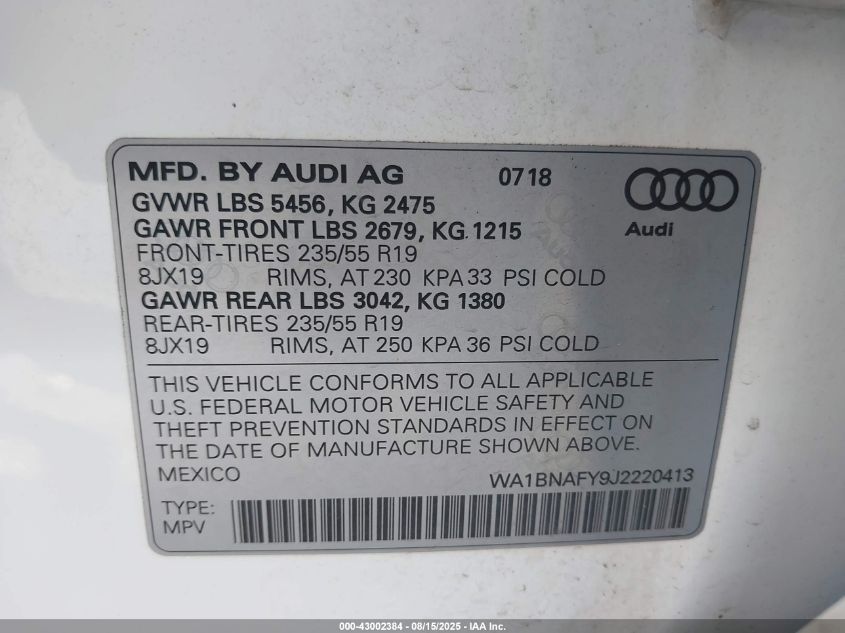 MFD. BY AUDI AG 0718
GVWR LBS 5456, KG 2475
GAWR FRONT LBS 2679, KG 1215
Audi
FRONT-TIRES 235/55 R19
8JX19 RIMS, AT 230 KPA 33 PSI COLD
GAWR REAR LBS 3042, KG 1380
REAR-TIRES 235/55 R19
8JX19 RIMS, AT 250 KPA 36 PSI COLD
THIS VEHICLE CONFORMS TO ALL APPLICABLE
U.S. FEDERAL MOTOR VEHICLE SAFETY AND
THEFT PREVENTION STANDARDS IN EFFECT ON
THE DATE OF MANUFACTURE SHOWN ABOVE.
MEXICO WA1BNAFY9J2220413
TYPE:
MPV
000-43002384 - 08/15/2025 - IAA Inc.